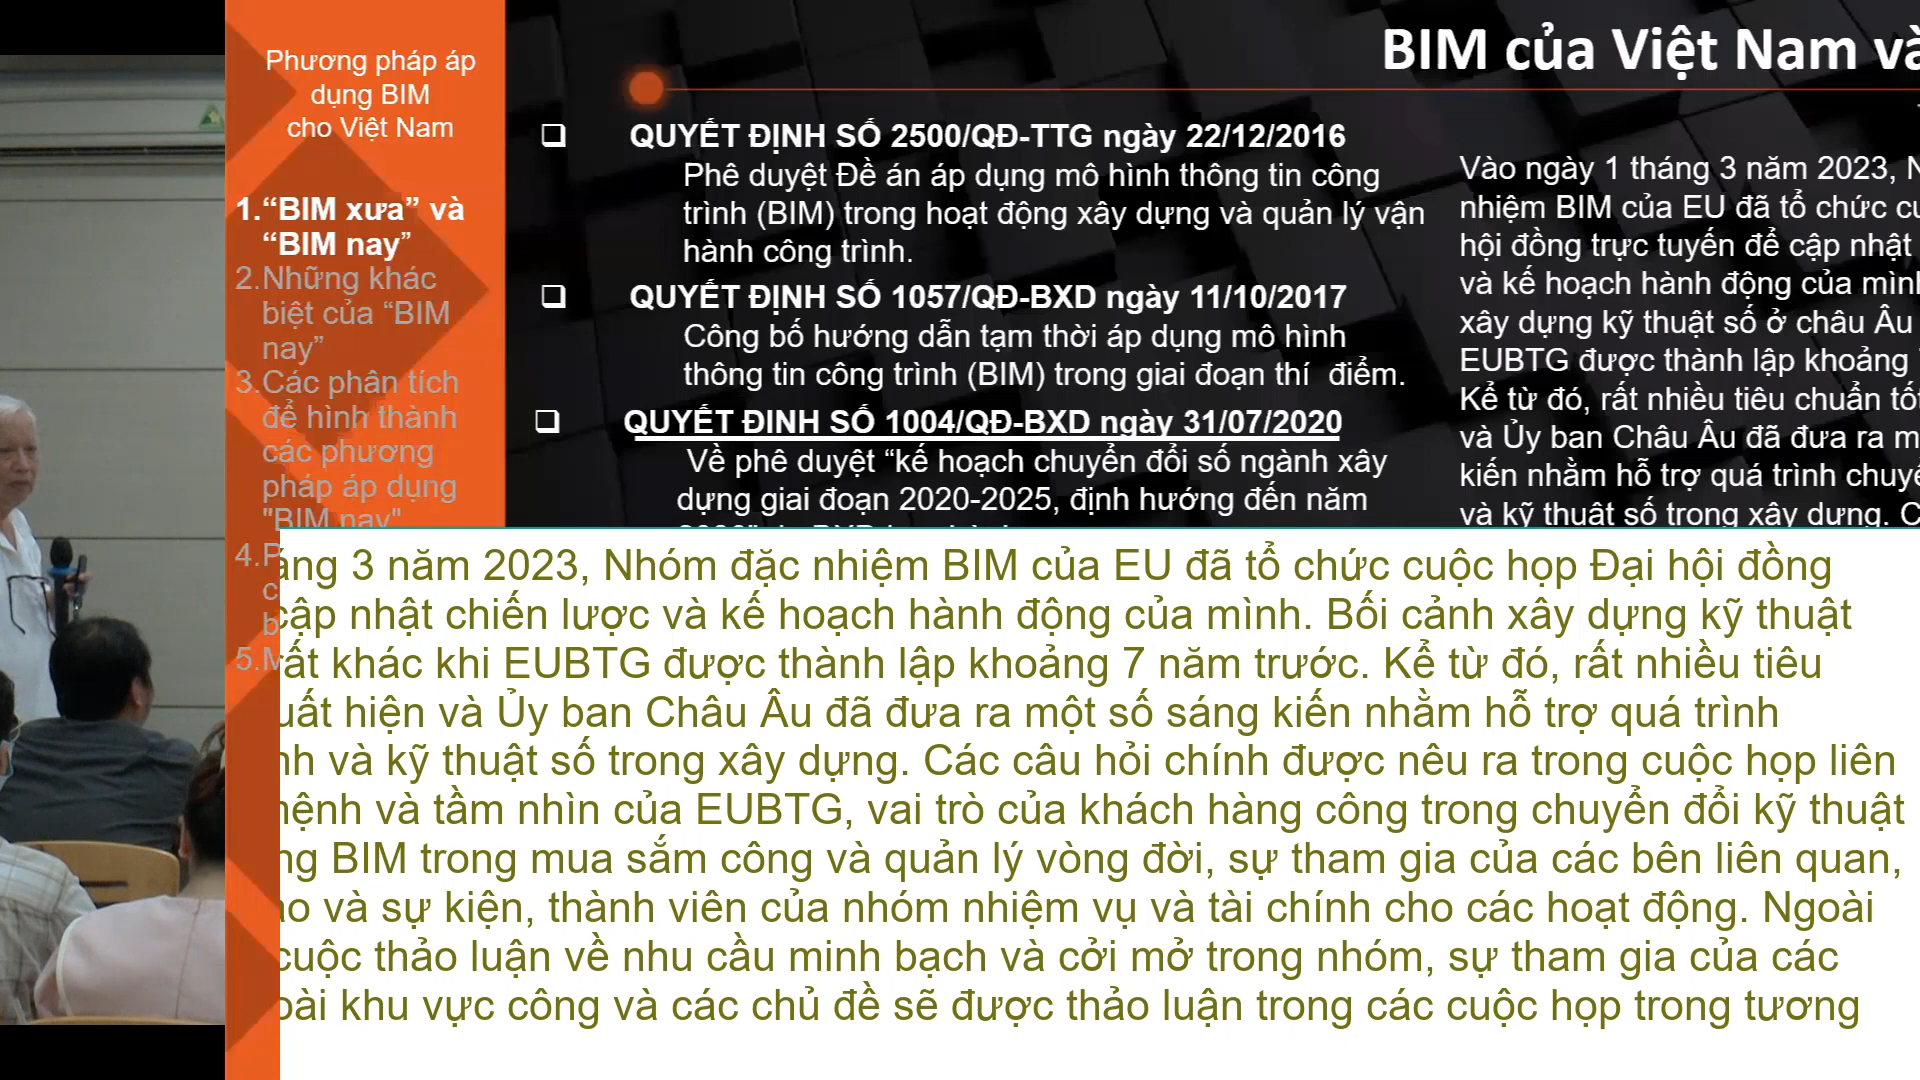 Phương pháp áp
dụng BIM
cho Việt Nam
1.“BIM xưa” và
“BIM nay”
2.Những khác
biệt của “BIM
nay”
3.Các phân tích
để hình thành
các phương
pháp áp dụng
"BIM nay"
4.P
c
b
5.M
BIM của Việt Nam và
❑ QUYẾT ĐỊNH SỐ 2500/QĐ-TTG ngày 22/12/2016
Phê duyệt Đề án áp dụng mô hình thông tin công
trình (BIM) trong hoạt động xây dựng và quản lý vận
hành công trình.
❑ QUYẾT ĐỊNH SỐ 1057/QĐ-BXD ngày 11/10/2017
Công bố hướng dẫn tạm thời áp dụng mô hình
thông tin công trình (BIM) trong giai đoạn thí điểm.
❑ QUYẾT ĐỊNH SỐ 1004/QĐ-BXD ngày 31/07/2020
Về phê duyệt “kế hoạch chuyển đổi số ngành xây
dựng giai đoạn 2020-2025, định hướng đến năm
Vào ngày 1 tháng 3 năm 2023, N
nhiệm BIM của EU đã tổ chức cu
hội đồng trực tuyến để cập nhật
và kế hoạch hành động của mình
xây dựng kỹ thuật số ở châu Âu
EUBTG được thành lập khoảng
Kể từ đó, rất nhiều tiêu chuẩn tốt
và Ủy ban Châu Âu đã đưa ra m
kiến nhằm hỗ trợ quá trình chuyể
và kỹ thuật số trong xây dựng. C
áng 3 năm 2023, Nhóm đặc nhiệm BIM của EU đã tổ chức cuộc họp Đại hội đồng
cập nhật chiến lược và kế hoạch hành động của mình. Bối cảnh xây dựng kỹ thuật
rất khác khi EUBTG được thành lập khoảng 7 năm trước. Kể từ đó, rất nhiều tiêu
uất hiện và Ủy ban Châu Âu đã đưa ra một số sáng kiến nhằm hỗ trợ quá trình
nh và kỹ thuật số trong xây dựng. Các câu hỏi chính được nêu ra trong cuộc họp liên
mệnh và tầm nhìn của EUBTG, vai trò của khách hàng công trong chuyển đổi kỹ thuật
ng BIM trong mua sắm công và quản lý vòng đời, sự tham gia của các bên liên quan,
ao và sự kiện, thành viên của nhóm nhiệm vụ và tài chính cho các hoạt động. Ngoài
cuộc thảo luận về nhu cầu minh bạch và cởi mở trong nhóm, sự tham gia của các
oài khu vực công và các chủ đề sẽ được thảo luận trong các cuộc họp trong tương